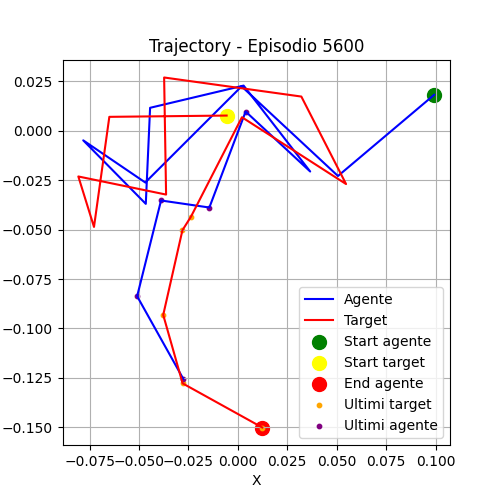 Trajectory - Episodio 5600
0.025
0.000
−0.025
−0.050
−0.075
−0.100
−0.125
−0.150
Agente
Target
Start agente
Start target
End agente
Ultimi target
Ultimi agente
−0.075 −0.050 −0.025 0.000 0.025 0.050 0.075 0.100
X